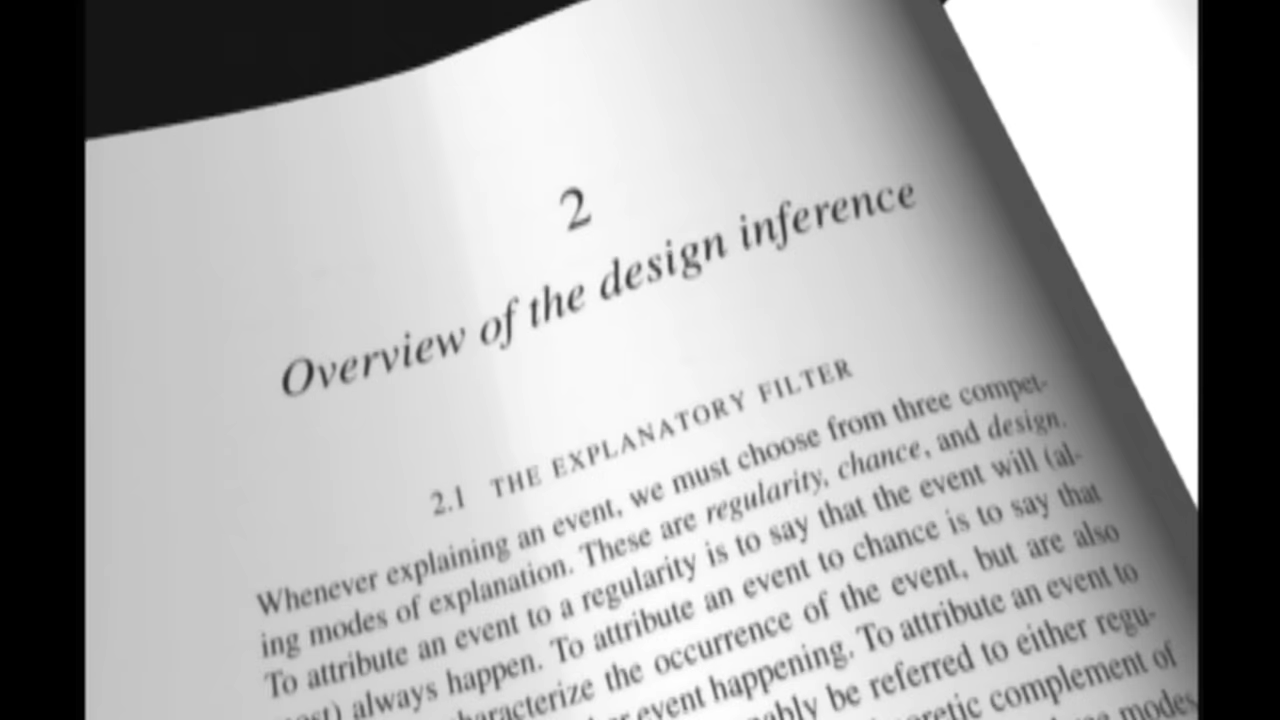 2
Overview of the design inference
2.1 THE EXPLANATORY FILTER
Whenever explaining an event, we must choose from three compet-
ing modes of explanation. These are regularity, chance, and design.
To attribute an event to a regularity is to say that the event will (al-
most) always happen. To attribute an event to chance is to say that
characterize the occurrence of the event, but are also
event happening. To attribute an event to
be referred to either regu-
complement of
modes